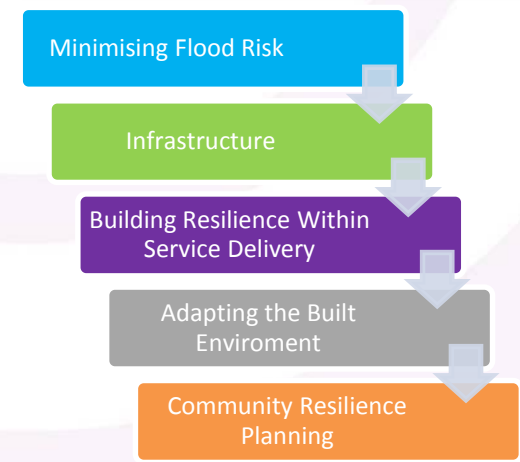 Minimising Flood Risk
Infrastructure
Building Resilience Within
Service Delivery
Adapting the Built
Enviroment
Community Resilience
Planning